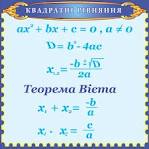 КВАДРАТНІ РІВНЯННЯ
ax² + bx + c = 0 , a ≠ 0
D = b² - 4ac
x₁,₂ = (-b ± √D) / 2a
Теорема Вієта
x₁ + x₂ = -b / a
x₁ · x₂ = c / a